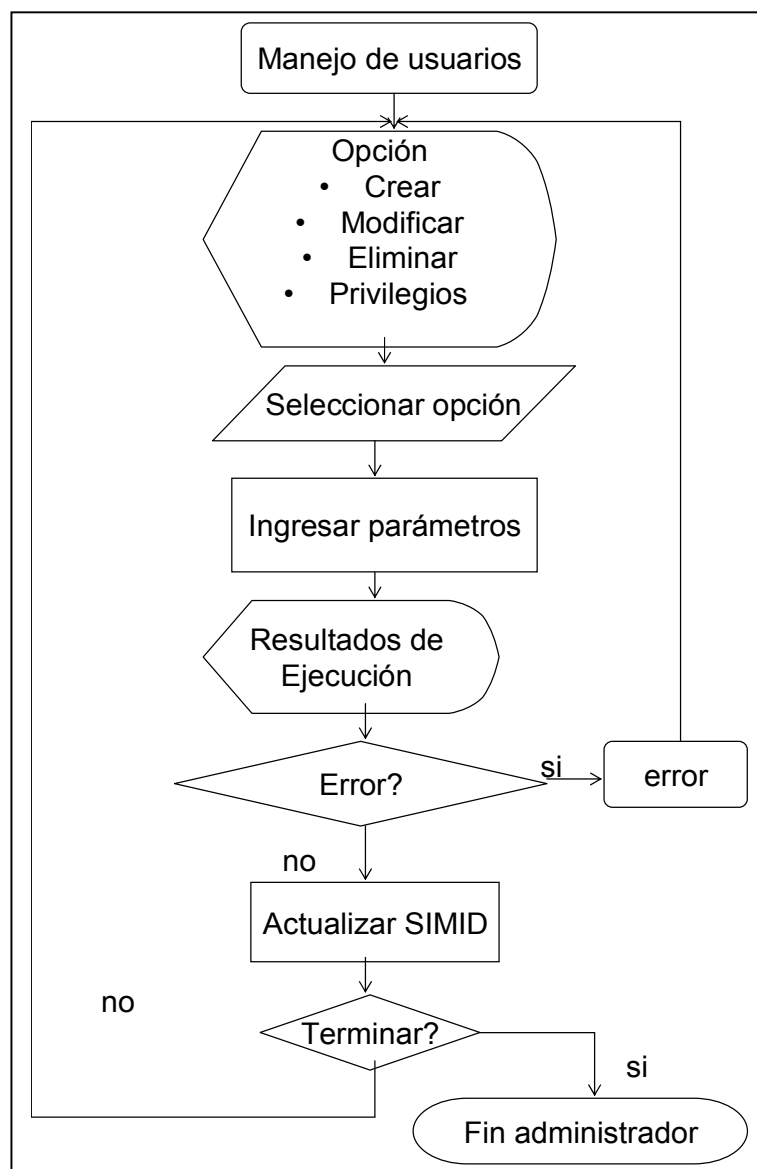 Manejo de usuarios
Opción
• Crear
• Modificar
• Eliminar
• Privilegios
Seleccionar opción
Ingresar parámetros
Resultados de
Ejecución
Error?
si
error
no
Actualizar SIMID
no
Terminar?
si
Fin administrador